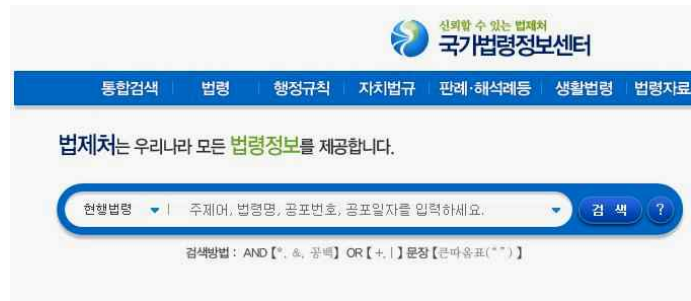 신뢰할 수 있는 법제처
국가법령정보센터
통합검색 법령 행정규칙 자치법규 판례·해석례등 생활법령 법령자료
법제처는 우리나라 모든 법령정보를 제공합니다.
현행법령 주제어, 법령명, 공포번호, 공포일자를 입력하세요. 검 색 ?
검색방법 : AND【*, &, 공백】 OR【+, |】문장【큰따옴표(" ")】